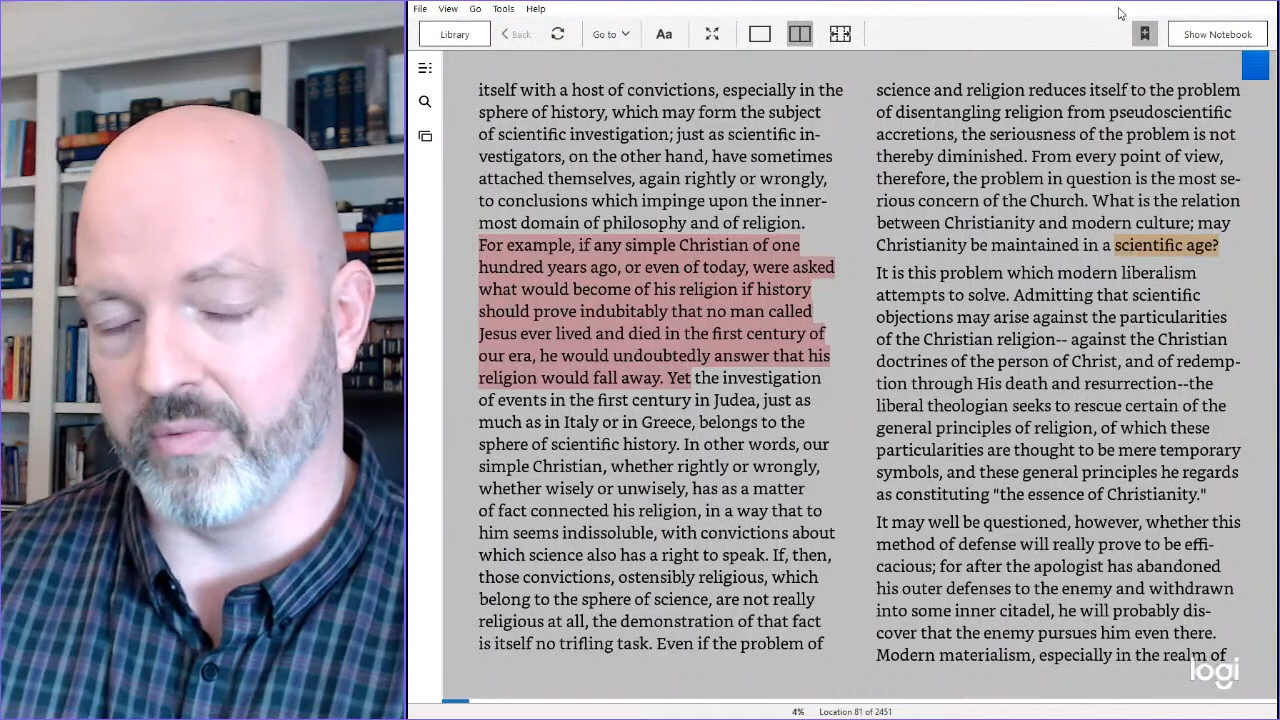 File View Go Tools Help
Library Back Go to Aa Show Notebook
itself with a host of convictions, especially in the
sphere of history, which may form the subject
of scientific investigation; just as scientific in-
vestigators, on the other hand, have sometimes
attached themselves, again rightly or wrongly,
to conclusions which impinge upon the inner-
most domain of philosophy and of religion.
For example, if any simple Christian of one
hundred years ago, or even of today, were asked
what would become of his religion if history
should prove indubitably that no man called
Jesus ever lived and died in the first century of
our era, he would undoubtedly answer that his
religion would fall away. Yet the investigation
of events in the first century in Judea, just as
much as in Italy or in Greece, belongs to the
sphere of scientific history. In other words, our
simple Christian, whether rightly or wrongly,
whether wisely or unwisely, has as a matter
of fact connected his religion, in a way that to
him seems indissoluble, with convictions about
which science also has a right to speak. If, then,
those convictions, ostensibly religious, which
belong to the sphere of science, are not really
religious at all, the demonstration of that fact
is itself no trifling task. Even if the problem of
science and religion reduces itself to the problem
of disentangling religion from pseudoscientific
accretions, the seriousness of the problem is not
thereby diminished. From every point of view,
therefore, the problem in question is the most se-
rious concern of the Church. What is the relation
between Christianity and modern culture; may
Christianity be maintained in a scientific age?
It is this problem which modern liberalism
attempts to solve. Admitting that scientific
objections may arise against the particularities
of the Christian religion-- against the Christian
doctrines of the person of Christ, and of redemp-
tion through His death and resurrection--the
liberal theologian seeks to rescue certain of the
general principles of religion, of which these
particularities are thought to be mere temporary
symbols, and these general principles he regards
as constituting "the essence of Christianity."
It may well be questioned, however, whether this
method of defense will really prove to be effi-
cacious; for after the apologist has abandoned
his outer defenses to the enemy and withdrawn
into some inner citadel, he will probably dis-
cover that the enemy pursues him even there.
Modern materialism, especially in the realm of
logi
4% Location 81 of 2451